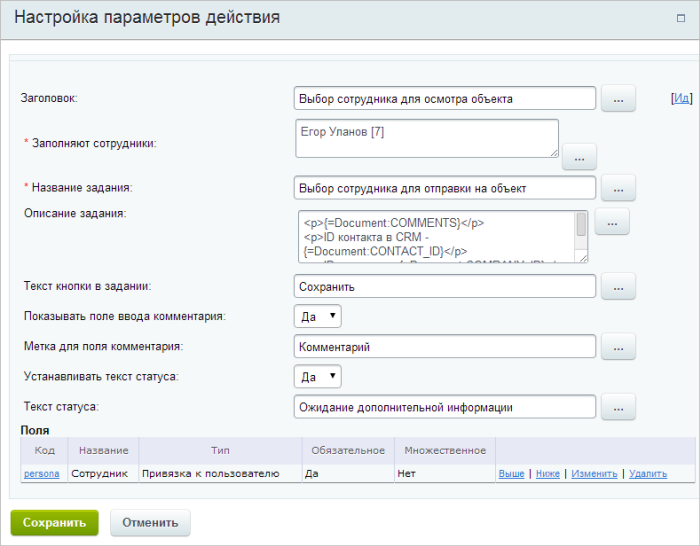 Настройка параметров действия
Заголовок: Выбор сотрудника для осмотра объекта ... [Ид]
* Заполняют сотрудники: Егор Уланов [7] ...
* Название задания: Выбор сотрудника для отправки на объект ...
Описание задания: <p>{=Document:COMMENTS}</p> ...
<p>ID контакта в CRM -
{=Document:CONTACT_ID}</p>
Текст кнопки в задании: Сохранить ...
Показывать поле ввода комментария: Да
Метка для поля комментария: Комментарий ...
Устанавливать текст статуса: Да
Текст статуса: Ожидание дополнительной информации ...
Поля
Код Название Тип Обязательное Множественное
persona Сотрудник Привязка к пользователю Да Нет Выше | Ниже | Изменить | Удалить
Сохранить Отменить